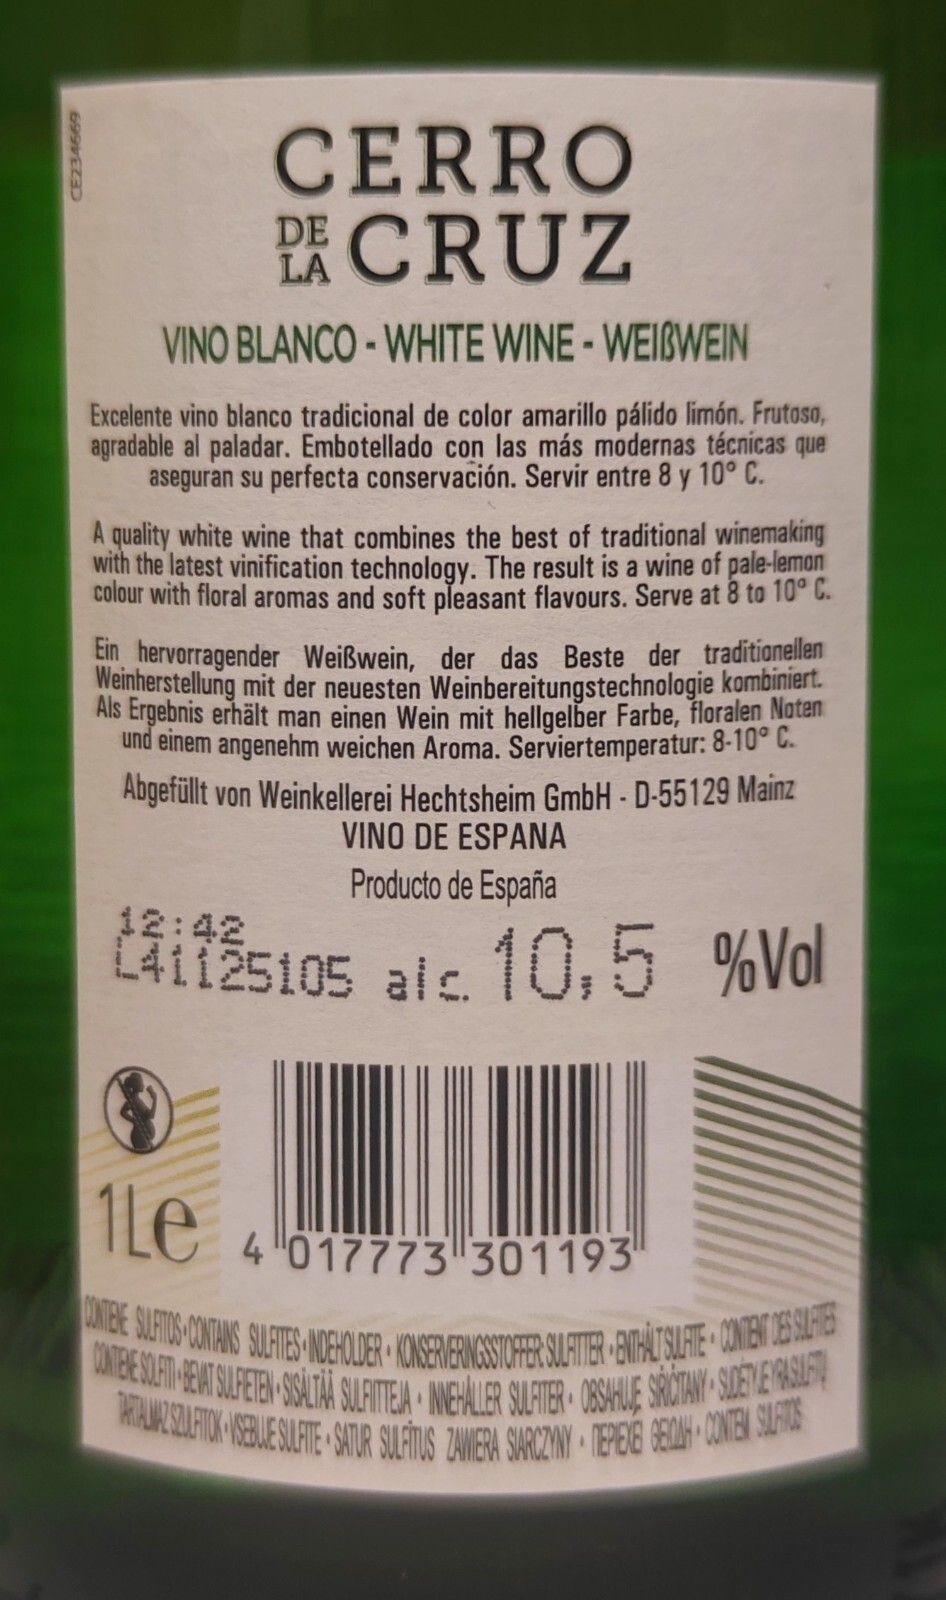 CE234669
CERRO
DE LA CRUZ
VINO BLANCO - WHITE WINE - WEIßWEIN
Excelente vino blanco tradicional de color amarillo pálido limón. Frutoso,
agradable al paladar. Embotellado con las más modernas técnicas que
aseguran su perfecta conservación. Servir entre 8 y 10° C.
A quality white wine that combines the best of traditional winemaking
with the latest vinification technology. The result is a wine of pale-lemon
colour with floral aromas and soft pleasant flavours. Serve at 8 to 10° C.
Ein hervorragender Weißwein, der das Beste der traditionellen
Weinherstellung mit der neuesten Weinbereitungstechnologie kombiniert.
Als Ergebnis erhält man einen Wein mit hellgelber Farbe, floralen Noten
und einem angenehm weichen Aroma. Serviertemperatur: 8-10° C.
Abgefüllt von Weinkellerei Hechtsheim GmbH - D-55129 Mainz
VINO DE ESPANA
Producto de España
12:42
alc. 10,5 %Vol
1Le
4 017773 301193
CONTIENE SULFITOS • CONTAINS SULFITES • INDEHOLDER • KONSERVERINGSSTOFFER: SULFITTER • ENTHÄLT SULFITE • CONTIENT DES SULFITES
CONTIENE SOLFITI • BEVAT SULFIETEN • SISÄLTÄÄ SULFIITTEJA • INNEHÅLLER SULFITER • OBSAHUJE SIŘIČITANY •
TARTALMAZ SZULFITOK • VSEBUJE SULFITE • SATUR SULFĪTUS ZAWIERA SIARCZYNY • CONTEM SULFITOS